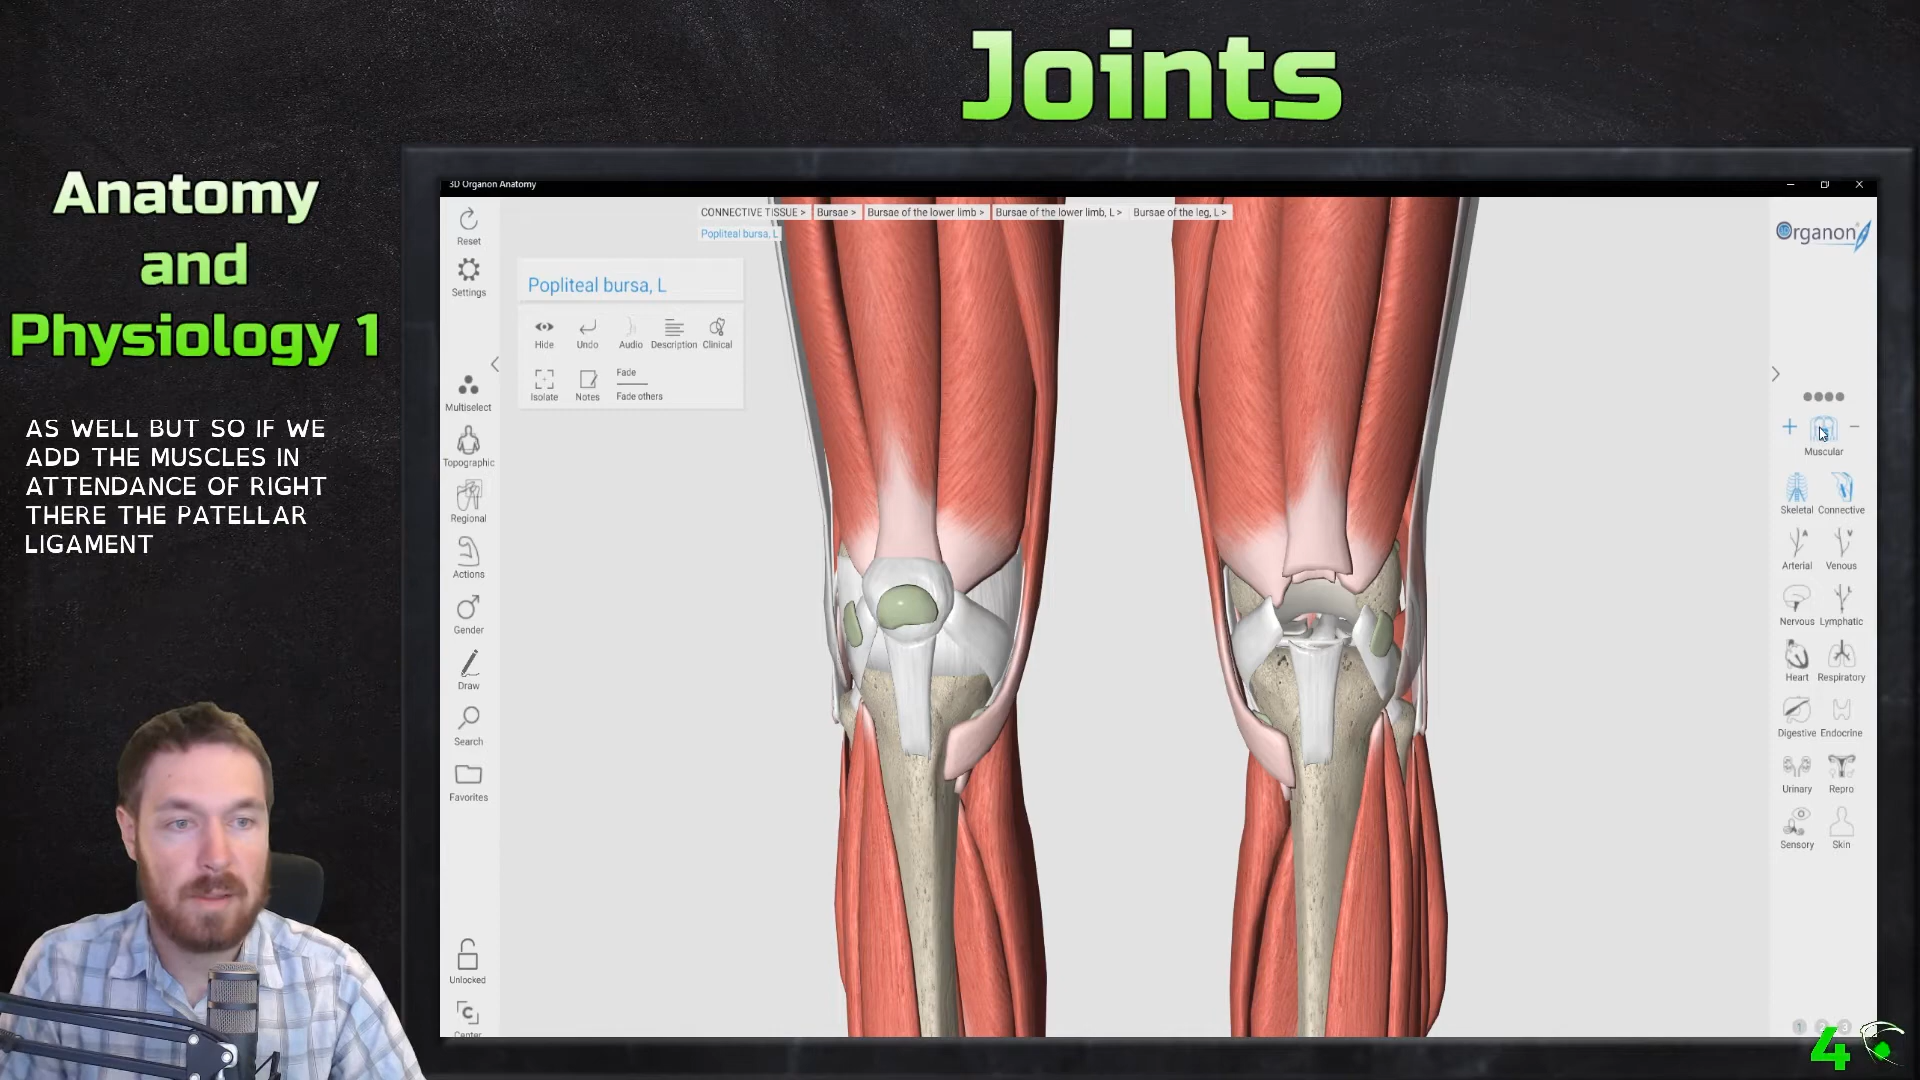 Joints
Anatomy
and
Physiology 1
AS WELL BUT SO IF WE
ADD THE MUSCLES IN
ATTENDANCE OF RIGHT
THERE THE PATELLAR
LIGAMENT
3D Organon Anatomy
CONNECTIVE TISSUE > Bursae > Bursae of the lower limb > Bursae of the lower limb, L > Bursae of the leg, L >
Popliteal bursa, L
Popliteal bursa, L
Hide Undo Audio Description Clinical
Isolate Notes Fade
Fade others
Reset
Settings
Multiselect
Topographic
Regional
Actions
Gender
Draw
Search
Favorites
Unlocked
Center
Organon
Muscular
Skeletal Connective
Arterial Venous
Nervous Lymphatic
Heart Respiratory
Digestive Endocrine
Urinary Repro
Sensory Skin
1 2 3
4